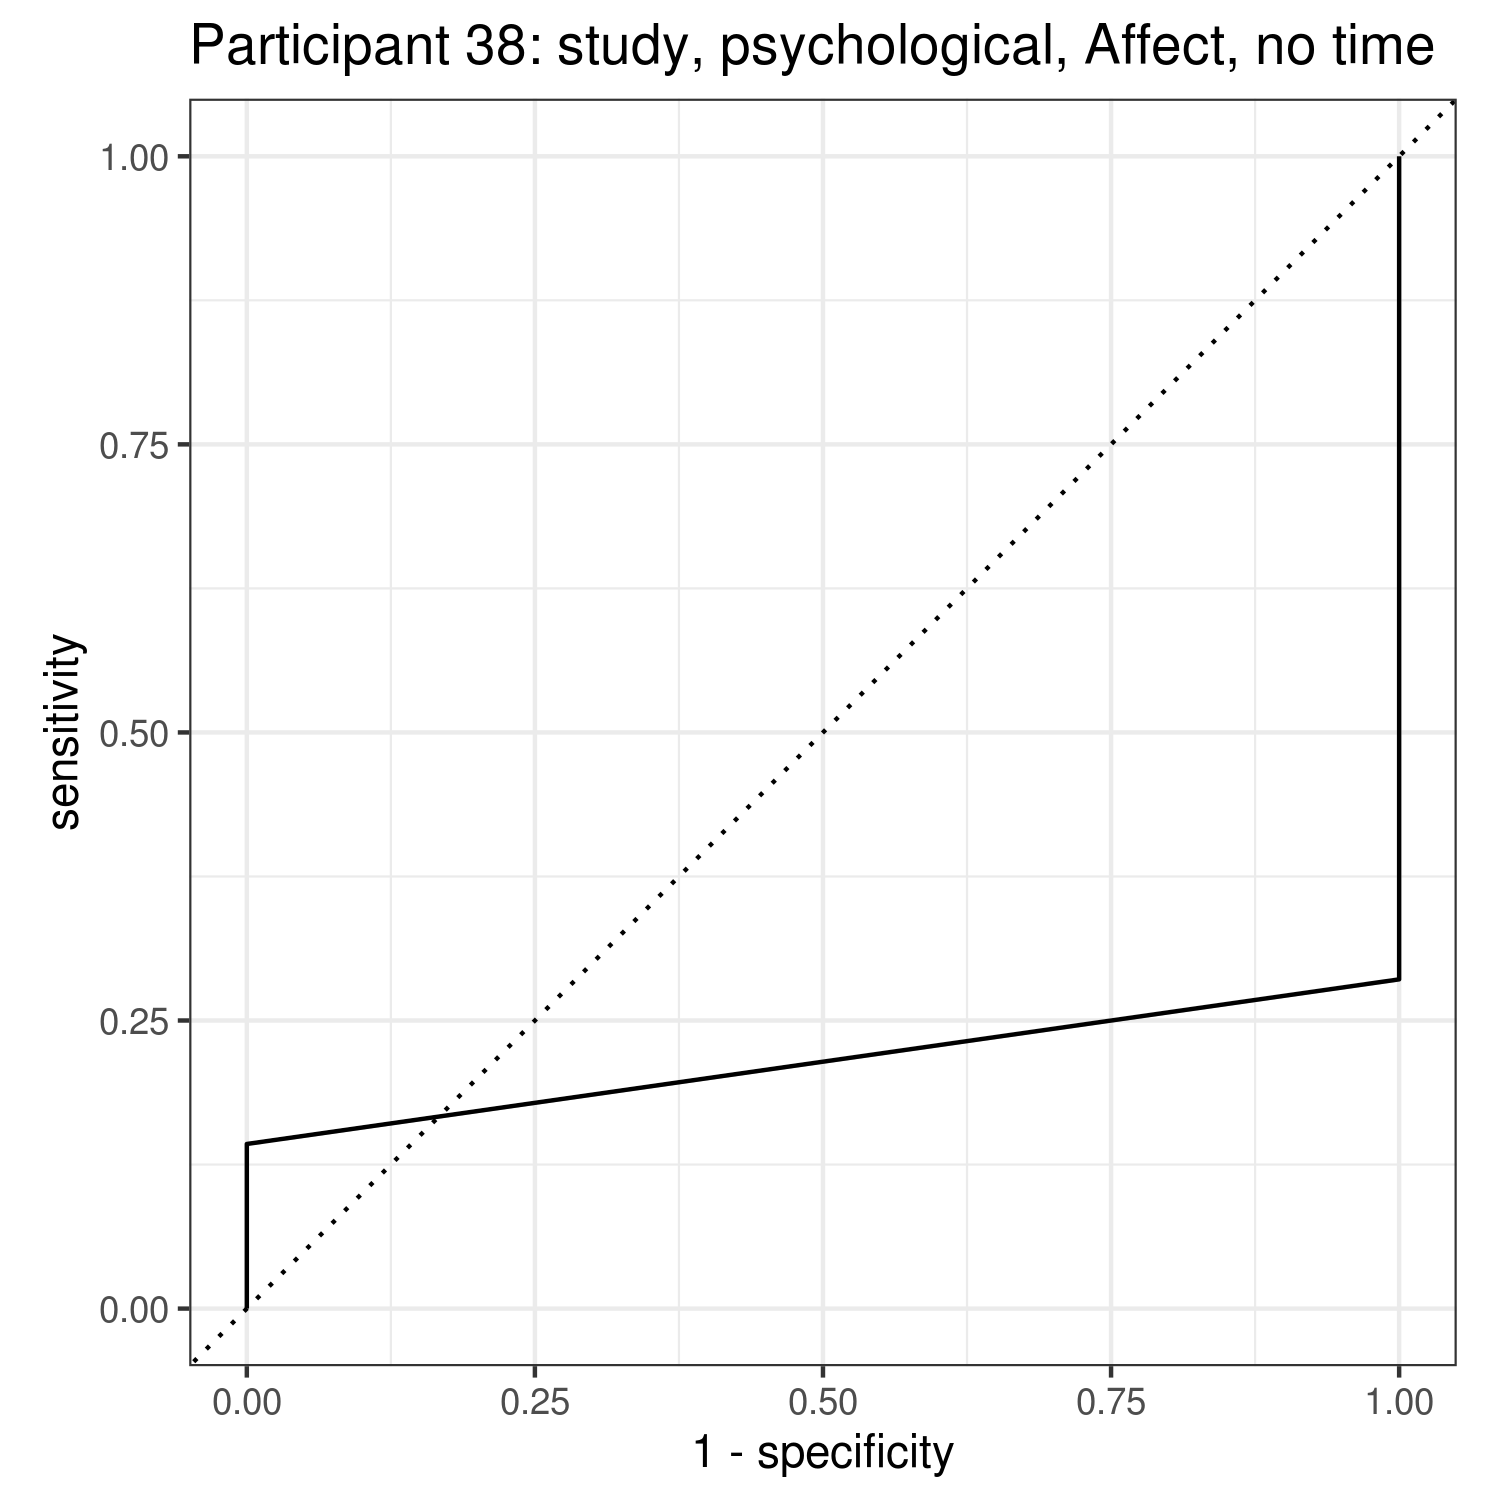 Participant 38: study, psychological, Affect, no time
1.00
0.75
0.50
0.25
0.00
sensitivity
0.00 0.25 0.50 0.75 1.00
1 - specificity